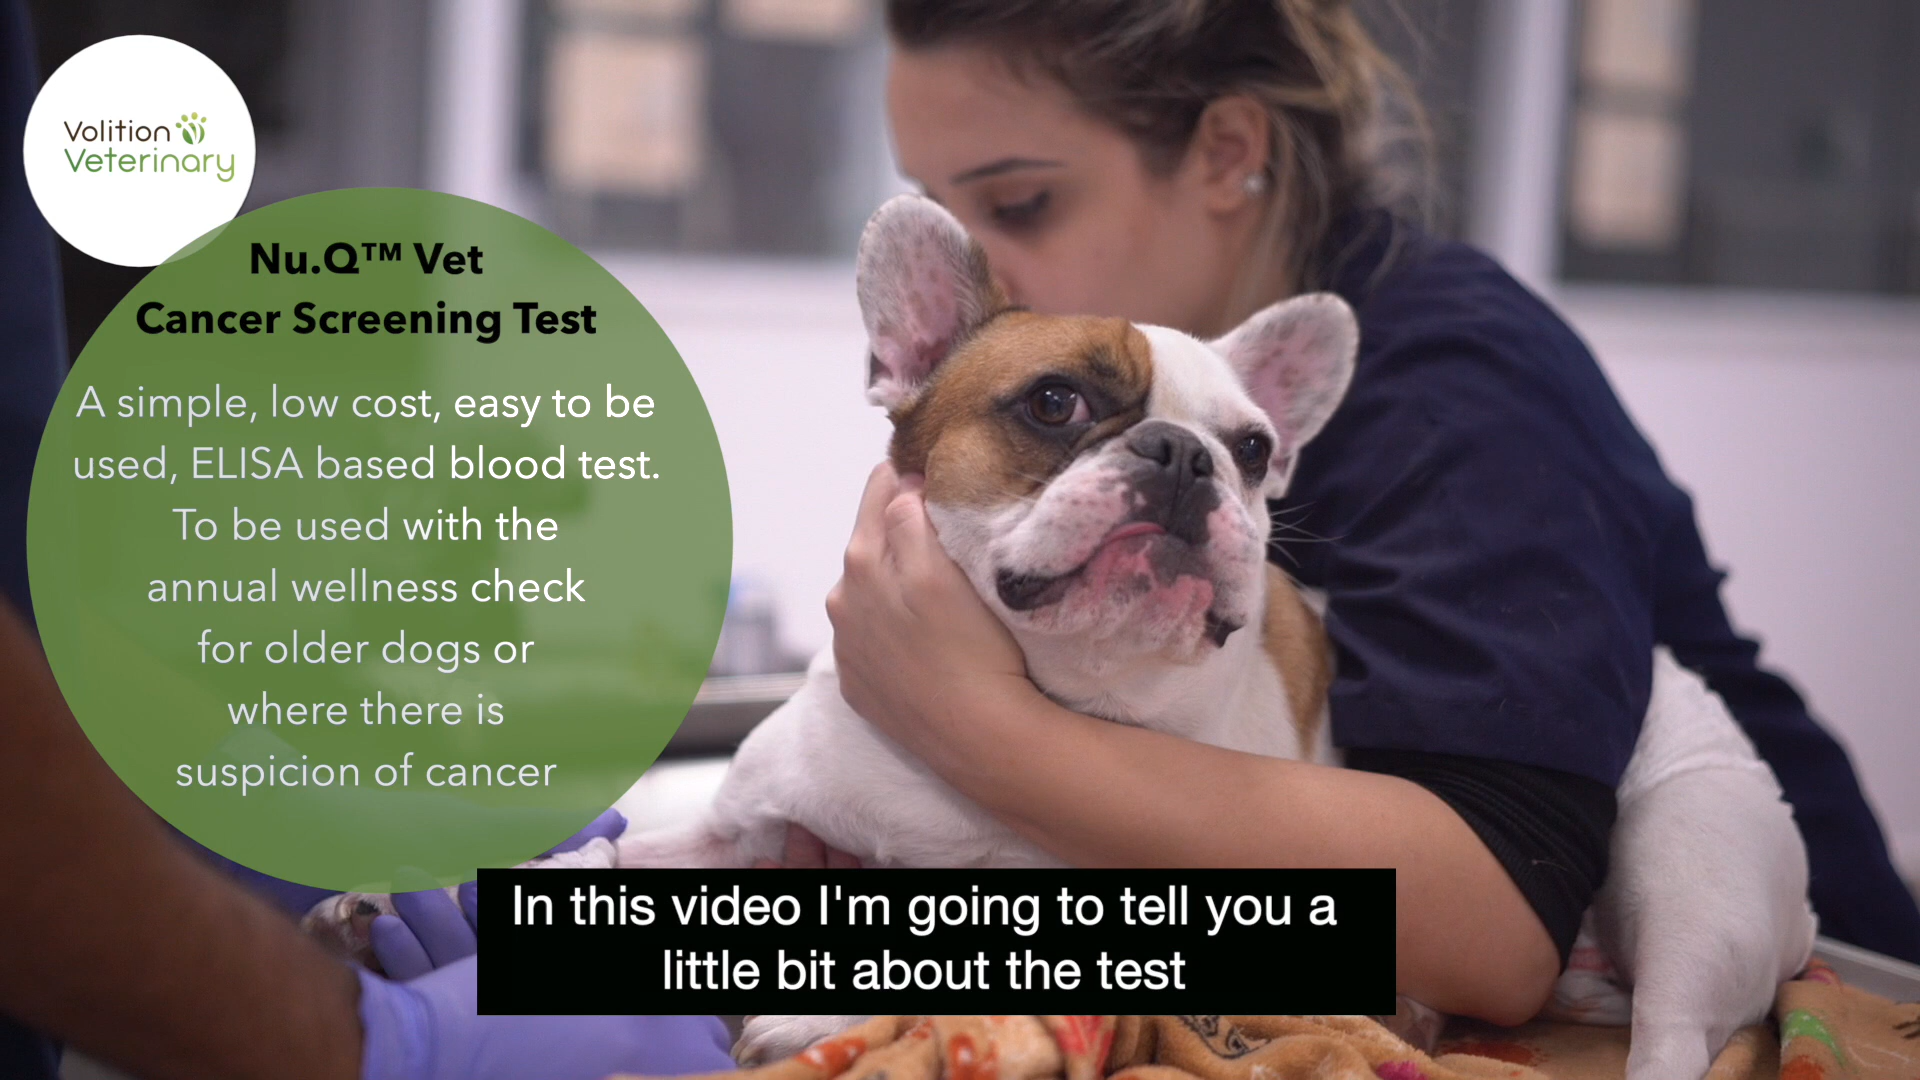 Volition
Veterinary
Nu.Q™ Vet
Cancer Screening Test
A simple, low cost, easy to be
used, ELISA based blood test.
To be used with the
annual wellness check
for older dogs or
where there is
suspicion of cancer
In this video I'm going to tell you a
little bit about the test